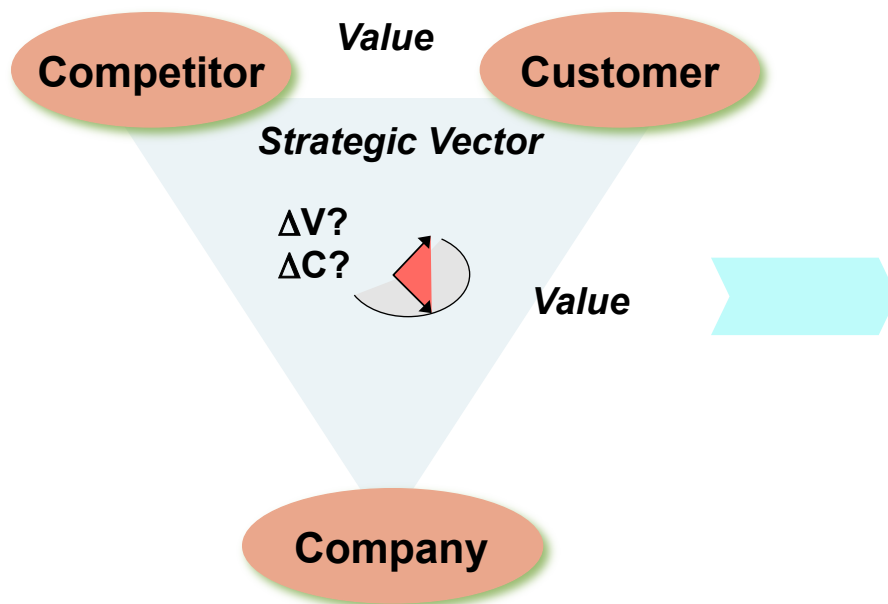 Value
Competitor
Customer
Strategic Vector
ΔV?
ΔC?
Value
Company